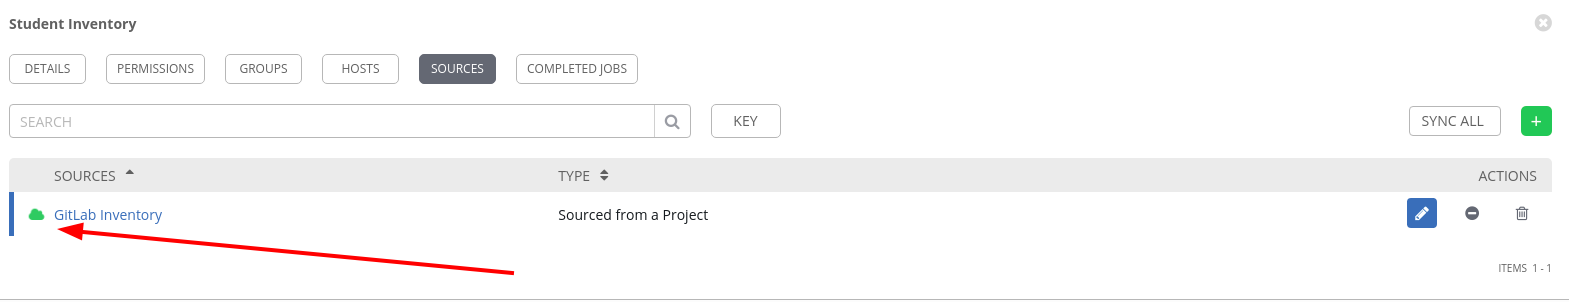 Student Inventory
DETAILS PERMISSIONS GROUPS HOSTS SOURCES COMPLETED JOBS
SEARCH KEY SYNC ALL +
SOURCES TYPE ACTIONS
GitLab Inventory Sourced from a Project
ITEMS 1 - 1